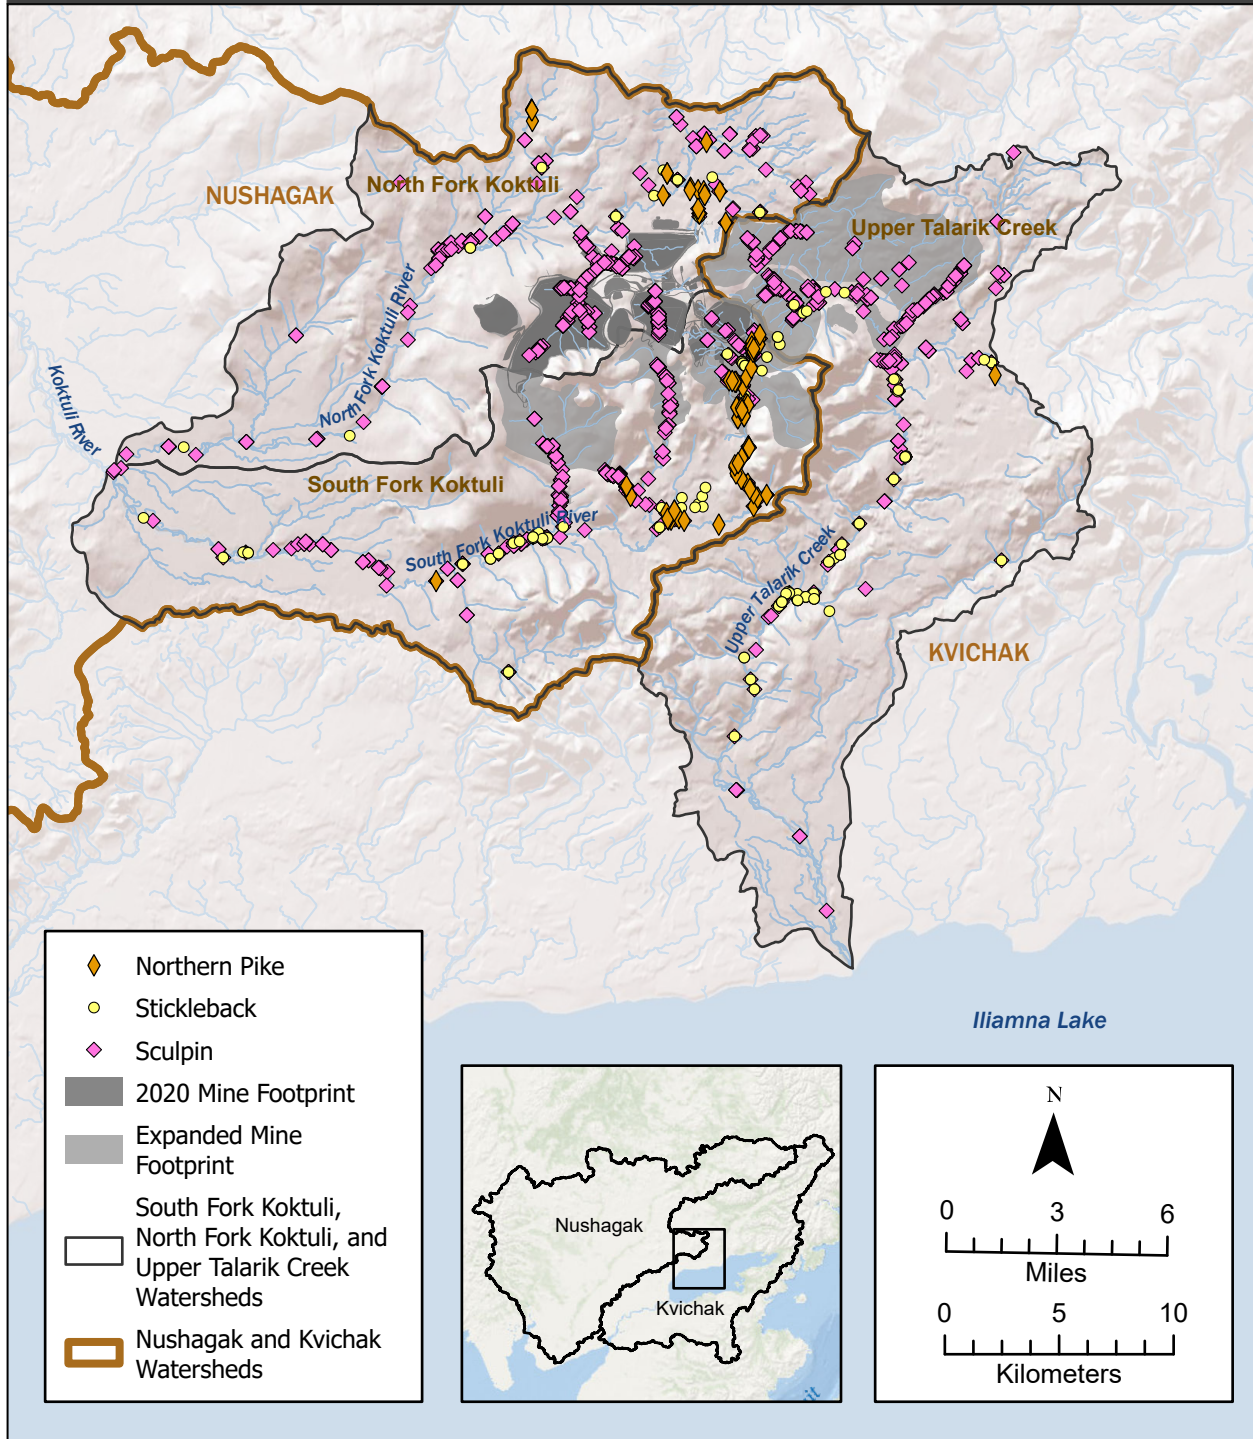 NUSHAGAK
North Fork Koktuli
Upper Talarik Creek
North Fork Koktuli River
Koktuli River
South Fork Koktuli
South Fork Koktuli River
Upper Talarik Creek
KVICHAK
Iliamna Lake
Northern Pike
Stickleback
Sculpin
2020 Mine Footprint
Expanded Mine
Footprint
South Fork Koktuli,
North Fork Koktuli, and
Upper Talarik Creek
Watersheds
Nushagak and Kvichak
Watersheds
Nushagak
Kvichak
N
0 3 6
Miles
0 5 10
Kilometers